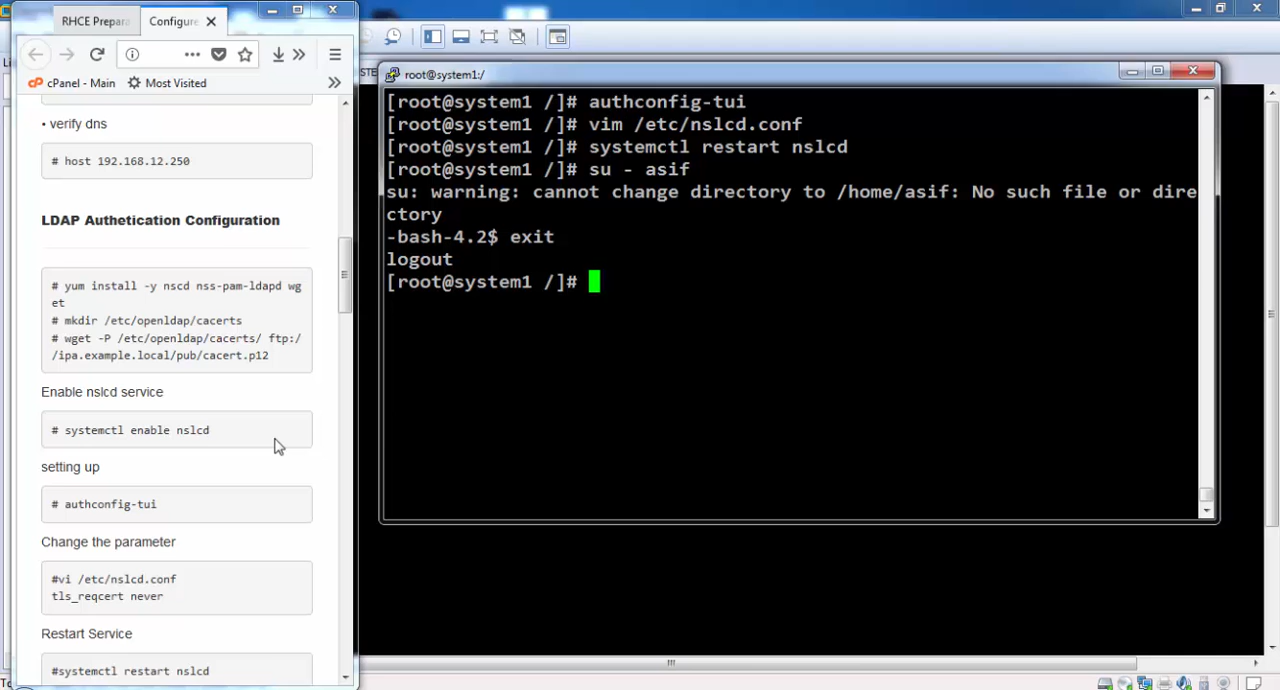 RHCE Prepara
Configure
cPanel - Main
Most Visited
• verify dns
# host 192.168.12.250
LDAP Authetication Configuration
# yum install -y nscd nss-pam-ldapd wg
et
# mkdir /etc/openldap/cacerts
# wget -P /etc/openldap/cacerts/ ftp:/
/ipa.example.local/pub/cacert.p12
Enable nslcd service
# systemctl enable nslcd
setting up
# authconfig-tui
Change the parameter
#vi /etc/nslcd.conf
tls_reqcert never
Restart Service
#systemctl restart nslcd
root@system1:/
[root@system1 /]# authconfig-tui
[root@system1 /]# vim /etc/nslcd.conf
[root@system1 /]# systemctl restart nslcd
[root@system1 /]# su - asif
su: warning: cannot change directory to /home/asif: No such file or dire
ctory
-bash-4.2$ exit
logout
[root@system1 /]#